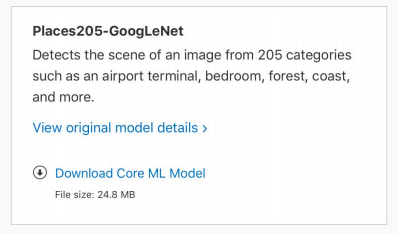 Places205-GoogLeNet
Detects the scene of an image from 205 categories
such as an airport terminal, bedroom, forest, coast,
and more.
View original model details ›
Download Core ML Model
File size: 24.8 MB